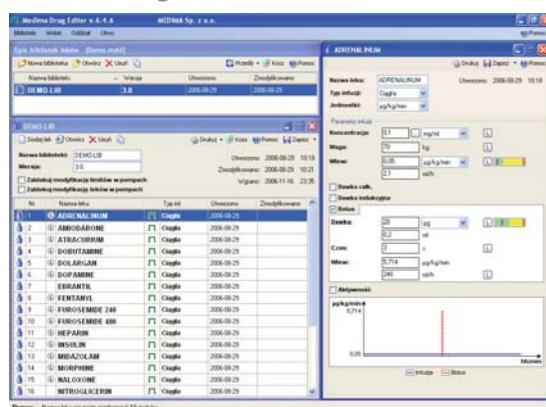 Medima Drug Editor v.6.4.6 MEDIMA Sp. z o.o.
Biblioteki Widok Oddział Okno Pomoc
Spis bibliotek leków [Demo.mdd]
Nowa biblioteka Otwórz Usuń Prześlij Kosz Pomoc
Nazwa biblioteki Wersja Utworzono Zmodyfikowano
DEMO-LIB 3.0 2006-08-29 2006-08-29
DEMO-LIB
Dodaj lek Otwórz Usuń Drukuj Kosz Pomoc Zapisz
Nazwa biblioteki: DEMO-LIB Utworzono: 2006-08-29 10:18
Wersja: 3.0 Zmodyfikowano: 2006-08-29 10:21
Zablokuj modyfikację limitów w pompach Wgrano: 2006-11-16 23:35
Zablokuj modyfikację leków w pompach
Nr Nazwa leku Typ inf. Utworzono Zmodyfikowano
1 ADRENALINUM Ciągła 2006-08-29
2 AMIODARONE Ciągła 2006-08-29
3 ATRACURIUM Ciągła 2006-08-29
4 DOBUTAMINE Ciągła 2006-08-29
5 DOLARGAN Ciągła 2006-08-29
6 DOPAMINE Ciągła 2006-08-29
7 EBRANTIL Ciągła 2006-08-29
8 FENTANYL Ciągła 2006-08-29
9 FUROSEMIDE 240 Ciągła 2006-08-29
10 FUROSEMIDE 480 Ciągła 2006-08-29
11 HEPARIN Ciągła 2006-08-29
12 INSULIN Ciągła 2006-08-29
13 MIDAZOLAM Ciągła 2006-08-29
14 MORPHINE Ciągła 2006-08-29
15 NALOXONE Ciągła 2006-08-29
16 NITROGLICERIN Ciągła 2006-08-29
ADRENALINUM
Drukuj Zapisz Pomoc
Nazwa leku: ADRENALINUM Utworzono: 2006-08-29 10:18
Typ infuzji: Ciągła
Jednostki: µg/kg/min
Parametry infuzji
Koncentracja: 0,1 mg/ml L
Waga: 70 kg L
Wlew: 0,05 µg/kg/min L
2,1 ml/h
Dawka całk.
Dawka indukcyjna
Bolus
Dawka: 20 µg L
0,2 ml
Czas: 3 s L
Wlew: 5,714 µg/kg/min
240 ml/h L
Aktywność
µg/kg/min
5,714
0,05
hh:mm
Infuzja Bolus